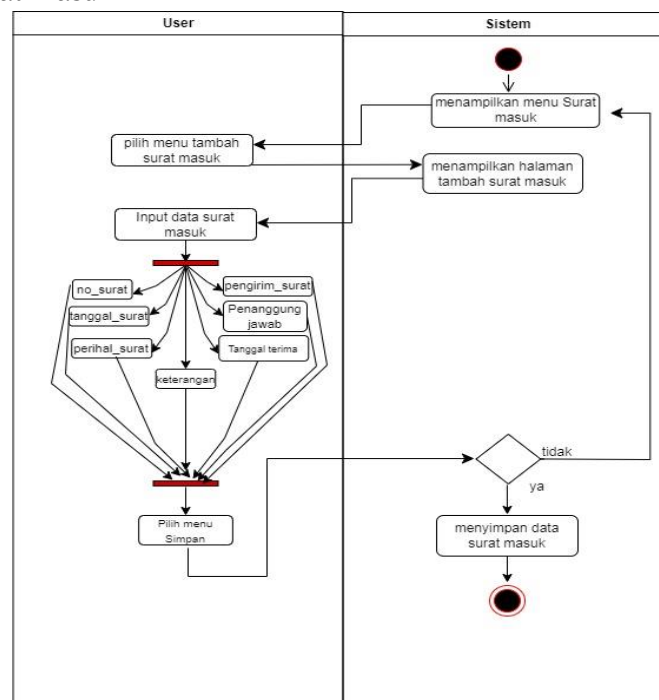 User
Sistem
menampilkan menu Surat
masuk
pilih menu tambah
surat masuk
menampilkan halaman
tambah surat masuk
Input data surat
masuk
no_surat
pengirim_surat
tanggal_surat
Penanggung
jawab
perihal_surat
Tanggal terima
keterangan
tidak
ya
Pilih menu
Simpan
menyimpan data
surat masuk